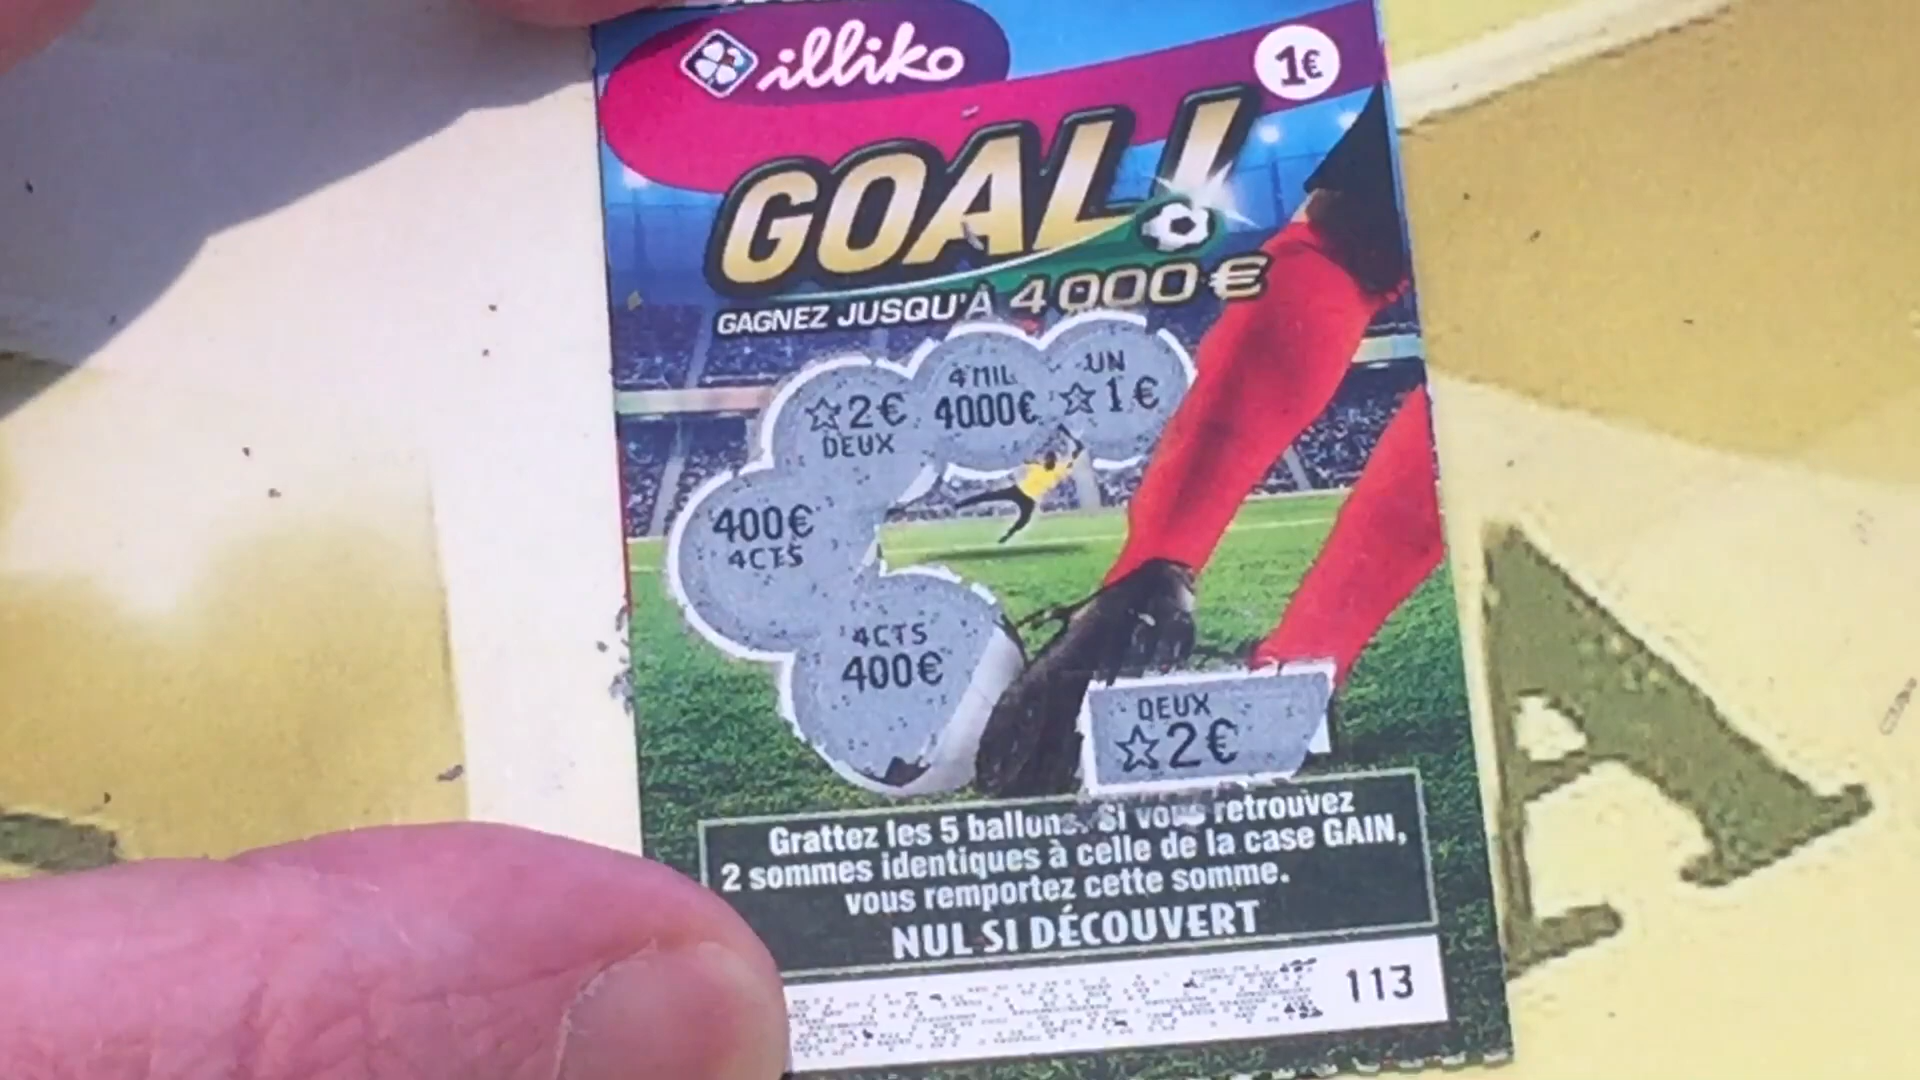 illiko
1€
GOAL!
GAGNEZ JUSQU'À 4 000 €
☆2€
DEUX
4 MIL
4000€
UN
☆1€
400€
4CTS
4CTS
400€
DEUX
☆2€
Grattez les 5 ballons. Si vous retrouvez
2 sommes identiques à celle de la case GAIN,
vous remportez cette somme.
NUL SI DÉCOUVERT
113
A